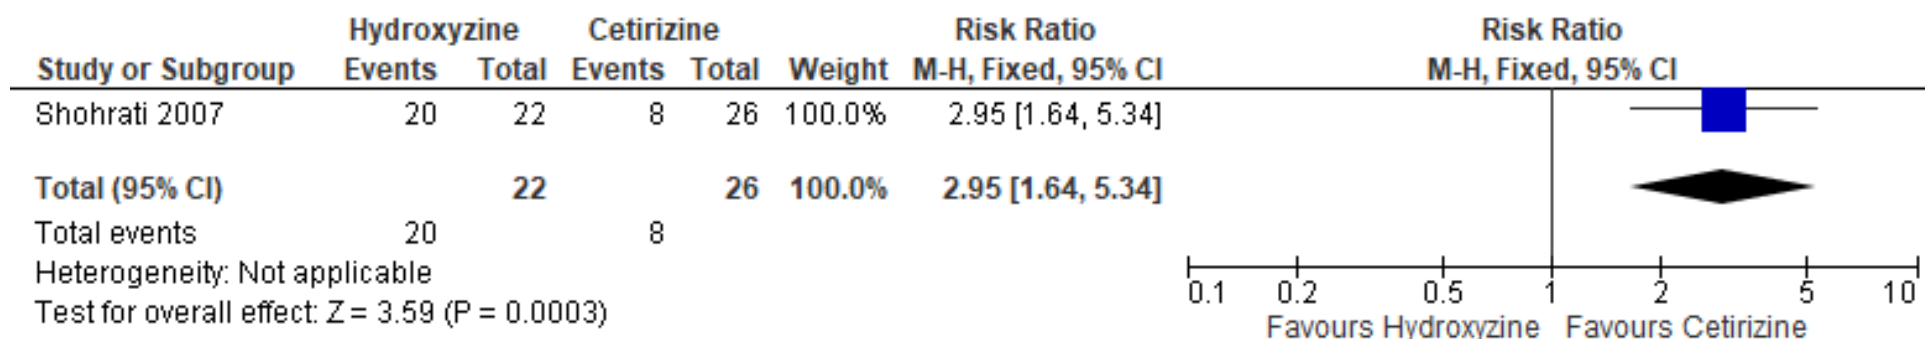 Hydroxyzine Cetirizine Risk Ratio Risk Ratio
Study or Subgroup Events Total Events Total Weight M-H, Fixed, 95% CI M-H, Fixed, 95% CI
Shohrati 2007 20 22 8 26 100.0% 2.95 [1.64, 5.34]
Total (95% CI) 22 26 100.0% 2.95 [1.64, 5.34]
Total events 20 8
Heterogeneity: Not applicable
Test for overall effect: Z = 3.59 (P = 0.0003)
0.1 0.2 0.5 1 2 5 10
Favours Hydroxyzine Favours Cetirizine